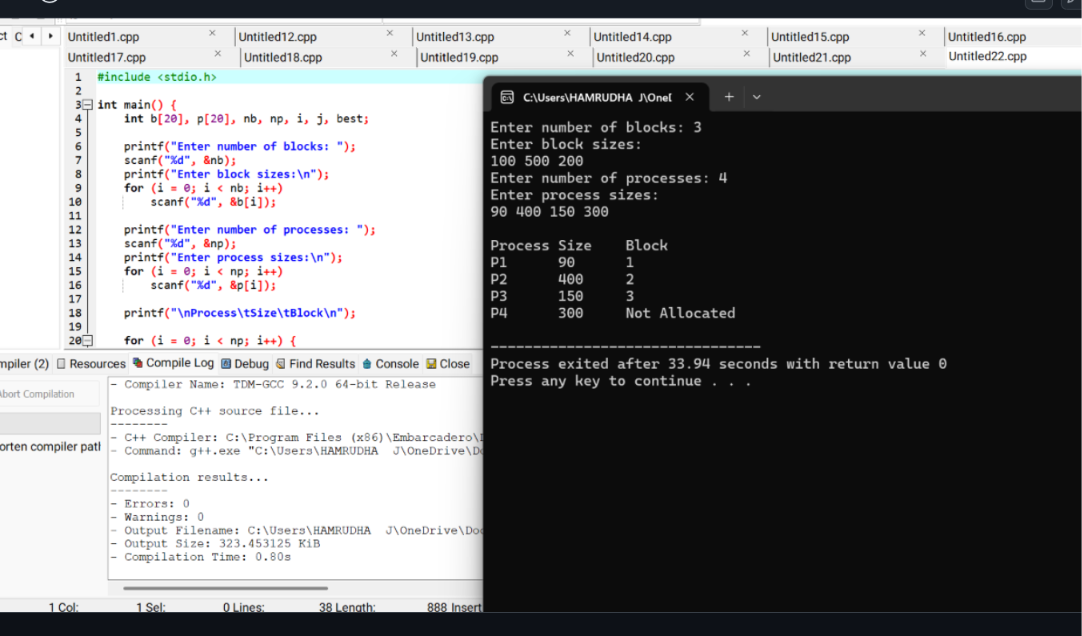 ct C
Untitled1.cpp × Untitled12.cpp × Untitled13.cpp × Untitled14.cpp × Untitled15.cpp × Untitled16.cpp
Untitled17.cpp × Untitled18.cpp × Untitled19.cpp × Untitled20.cpp × Untitled21.cpp × Untitled22.cpp
1 #include <stdio.h>
2
3 int main() {
4 int b[20], p[20], nb, np, i, j, best;
5
6 printf("Enter number of blocks: ");
7 scanf("%d", &nb);
8 printf("Enter block sizes:\n");
9 for (i = 0; i < nb; i++)
10 scanf("%d", &b[i]);
11
12 printf("Enter number of processes: ");
13 scanf("%d", &np);
14 printf("Enter process sizes:\n");
15 for (i = 0; i < np; i++)
16 scanf("%d", &p[i]);
17
18 printf("\nProcess\tSize\tBlock\n");
19
20 for (i = 0; i < np; i++) {
C:\Users\HAMRUDHA J\One × + 
Enter number of blocks: 3
Enter block sizes:
100 500 200
Enter number of processes: 4
Enter process sizes:
90 400 150 300
Process Size Block
P1 90 1
P2 400 2
P3 150 3
P4 300 Not Allocated
--------------------------------
Process exited after 33.94 seconds with return value 0
Press any key to continue . . .
mpiler (2) Resources Compile Log Debug Find Results Console Close
Abort Compilation
orten compiler path
- Compiler Name: TDM-GCC 9.2.0 64-bit Release
Processing C++ source file...
--------
- C++ Compiler: C:\Program Files (x86)\Embarcadero\
- Command: g++.exe "C:\Users\HAMRUDHA J\OneDrive\Do
Compilation results...
--------
- Errors: 0
- Warnings: 0
- Output Filename: C:\Users\HAMRUDHA J\OneDrive\Do
- Output Size: 323.453125 KiB
- Compilation Time: 0.80s
1 Col: 1 Sel: 0 Lines: 38 Length: 888 Insert